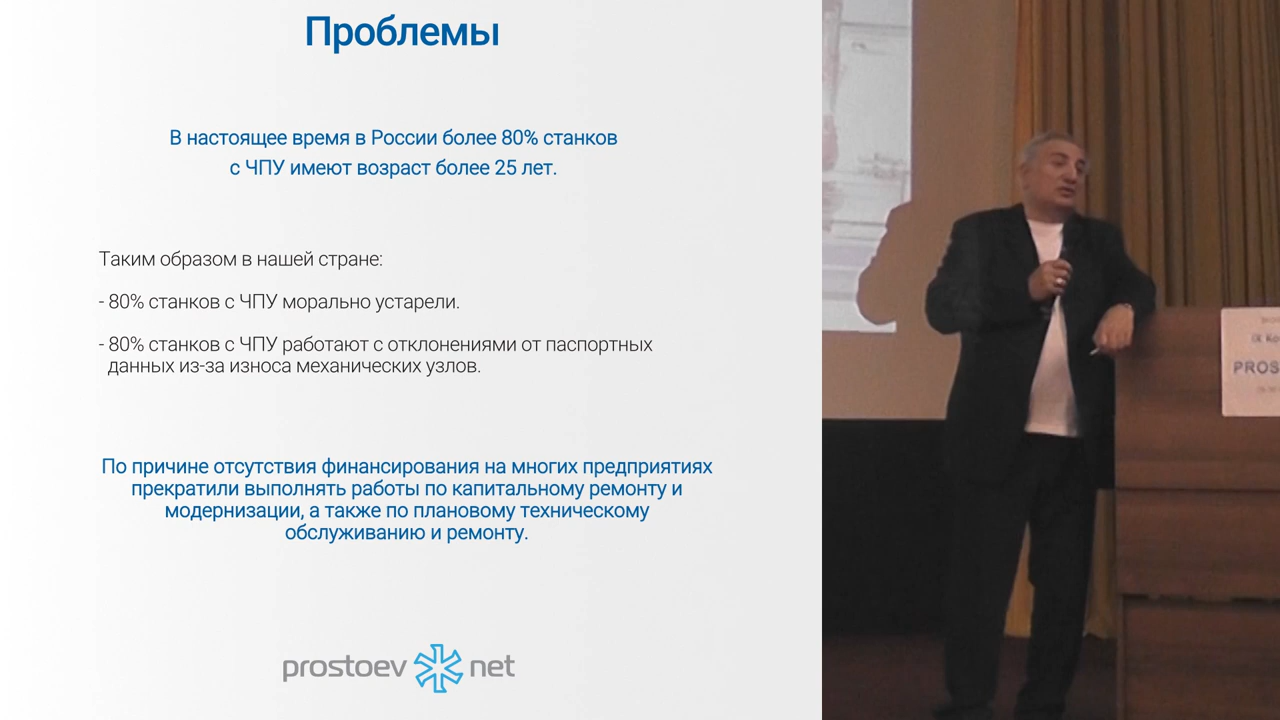 Проблемы
В настоящее время в России более 80% станков
с ЧПУ имеют возраст более 25 лет.
Таким образом в нашей стране:
- 80% станков с ЧПУ морально устарели.
- 80% станков с ЧПУ работают с отклонениями от паспортных
данных из-за износа механических узлов.
По причине отсутствия финансирования на многих предприятиях
прекратили выполнять работы по капитальному ремонту и
модернизации, а также по плановому техническому
обслуживанию и ремонту.
prostoev net
IX Ко
PROS